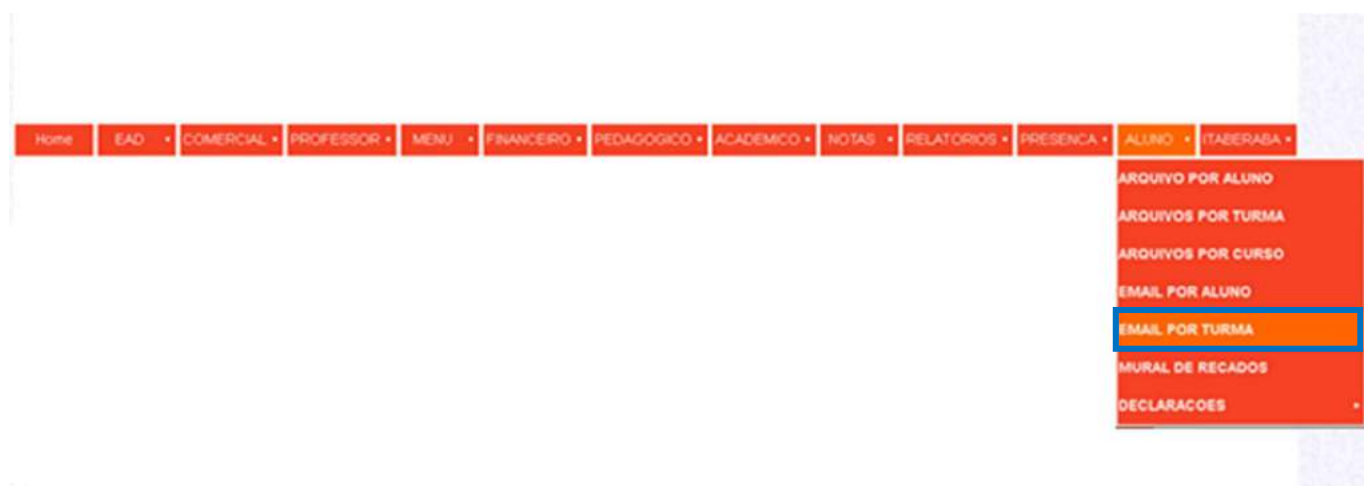 Home EAD COMERCIAL PROFESSOR MENU FINANCEIRO PEDAGOGICO ACADEMICO NOTAS RELATORIOS PRESENCA ALUNO ITABERABA
ARQUIVO POR ALUNO
ARQUIVOS POR TURMA
ARQUIVOS POR CURSO
EMAIL POR ALUNO
EMAIL POR TURMA
MURAL DE RECADOS
DECLARACOES